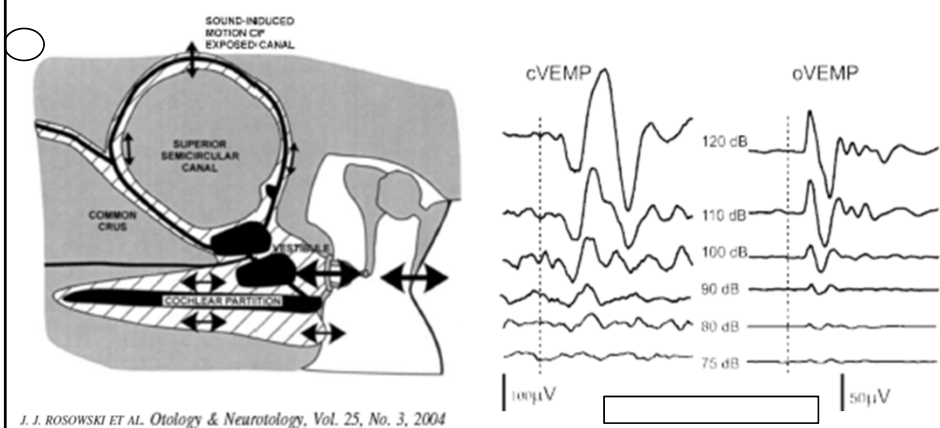 SOUND-INDUCED
MOTION OF
EXPOSED CANAL
SUPERIOR
SEMICIRCULAR
CANAL
COMMON
CRUS
VESTIBULE
COCHLEAR PARTITION
J. J. ROSOWSKI ET AL. Otology & Neurotology, Vol. 25, No. 3, 2004
cVEMP
oVEMP
120 dB
110 dB
100 dB
90 dB
80 dB
75 dB
100µV
50µV